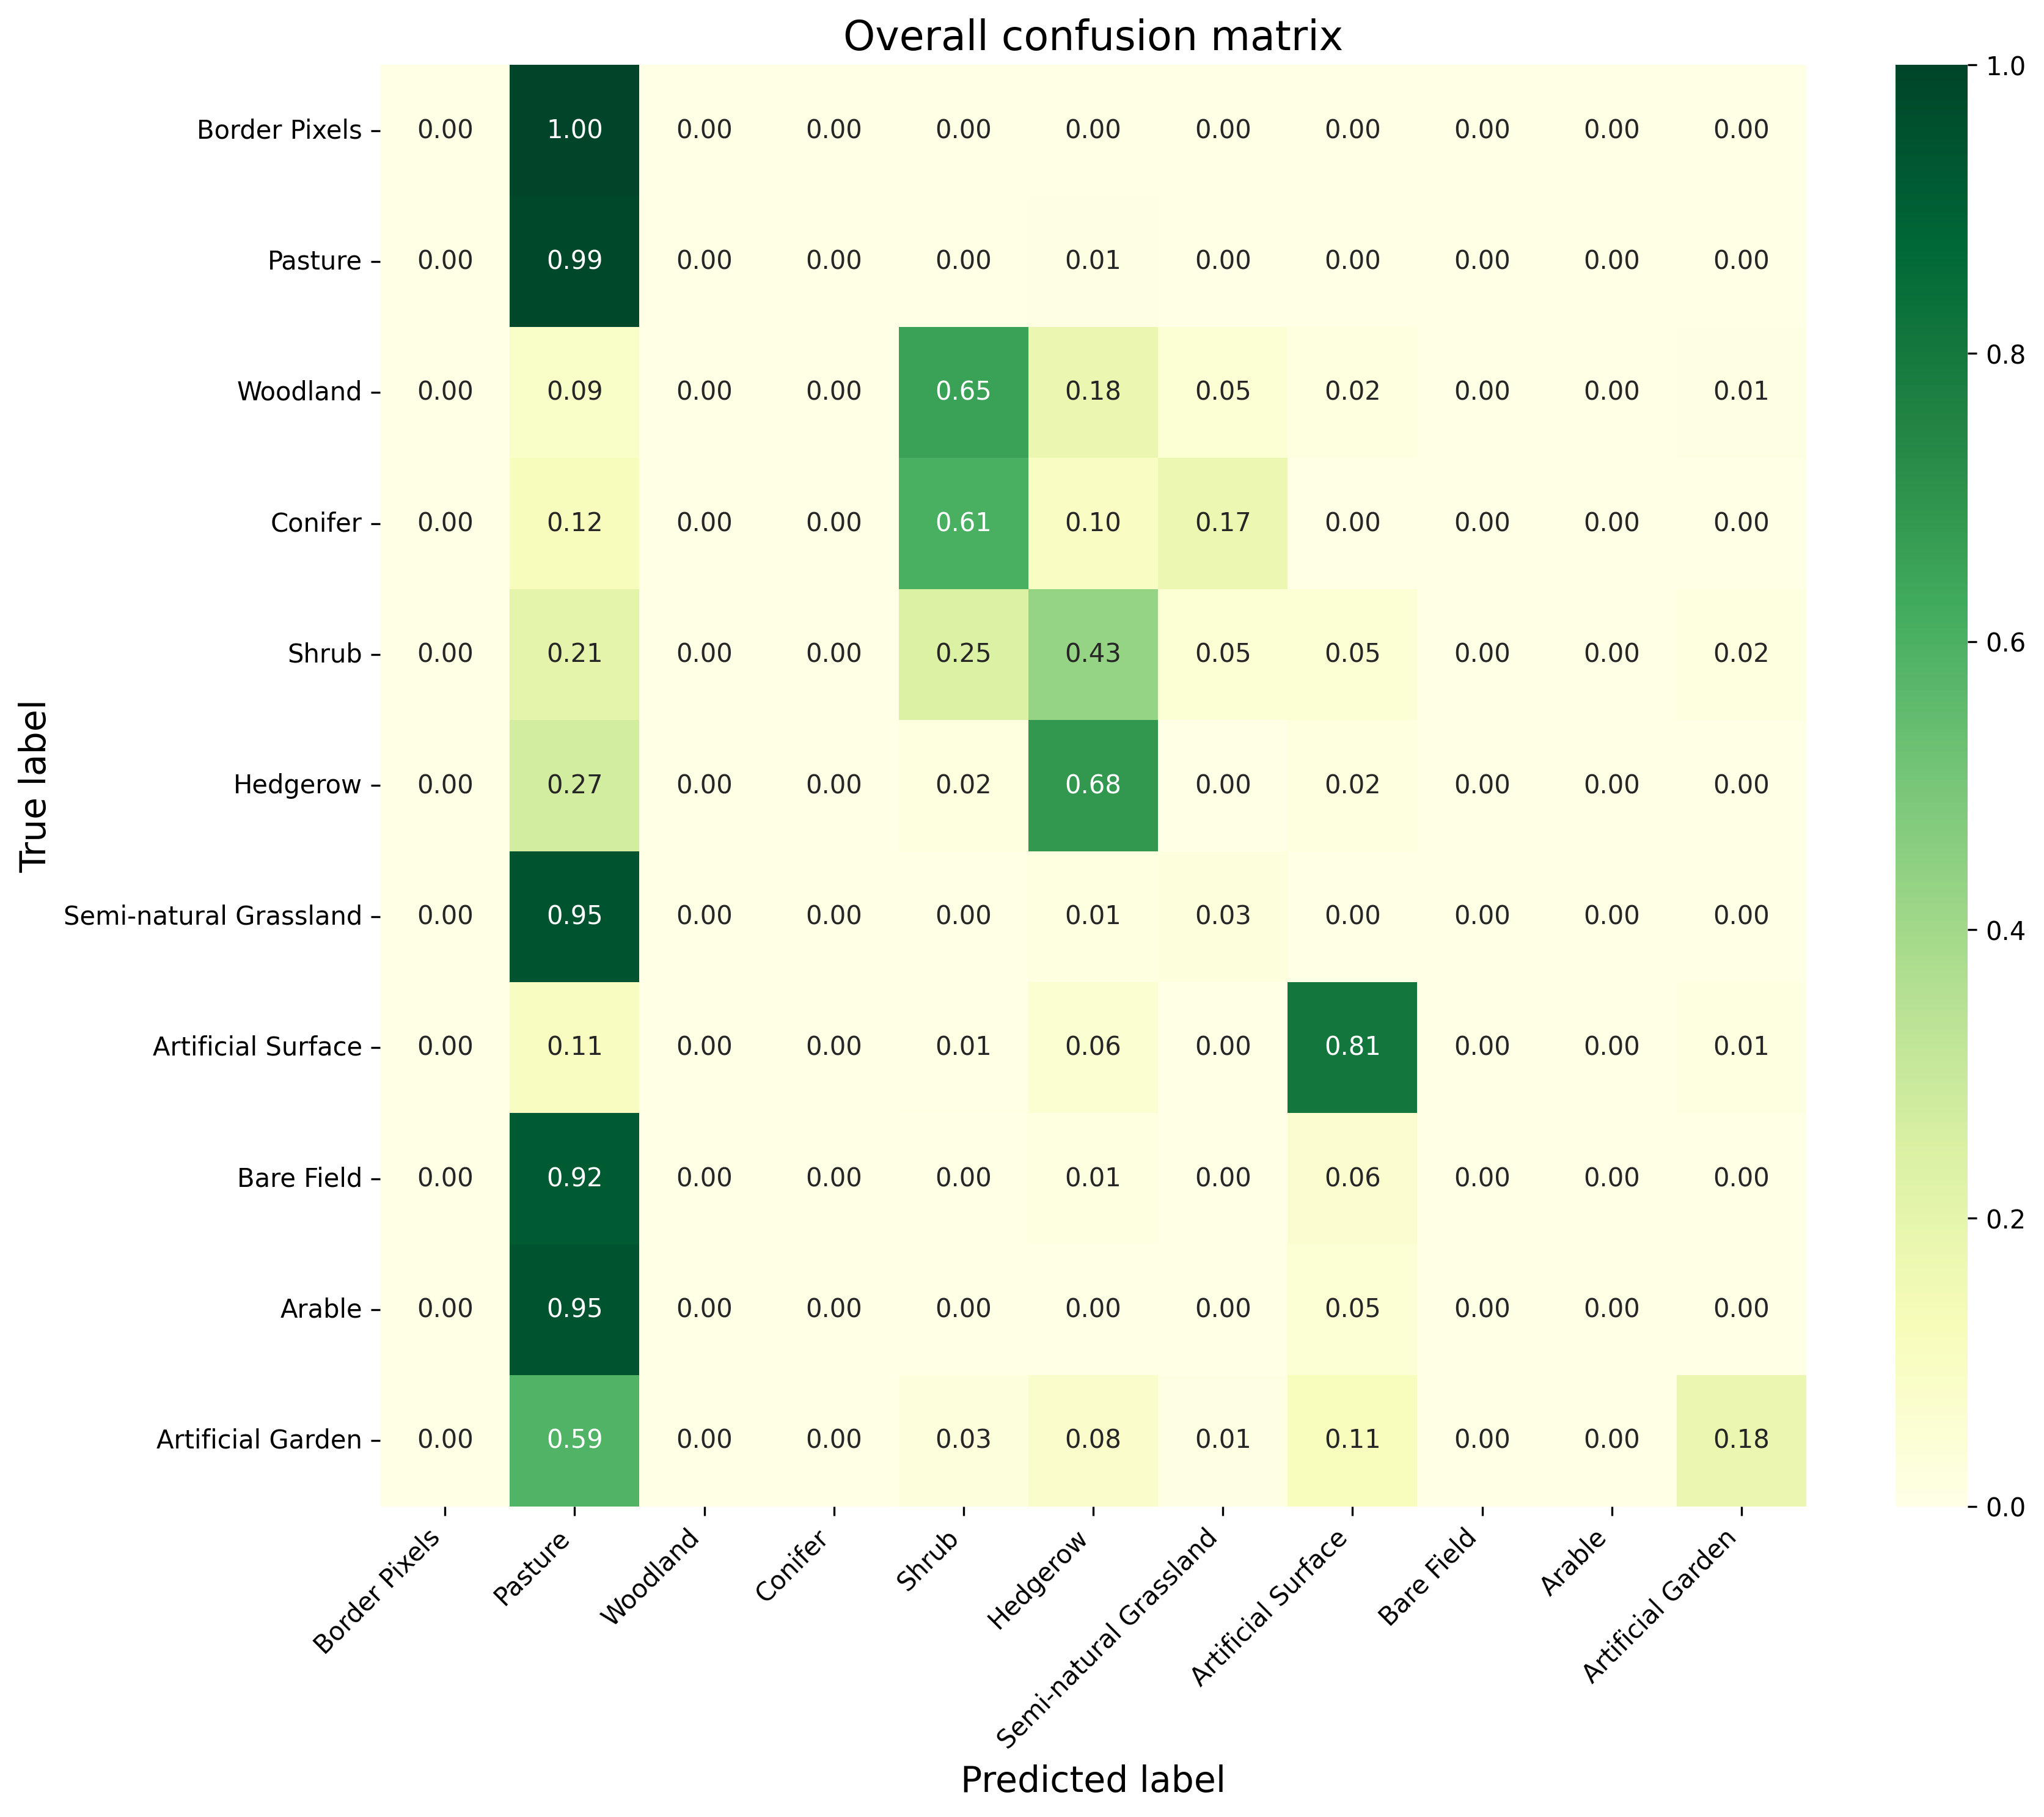 Overall confusion matrix
Border Pixels 0.00 1.00 0.00 0.00 0.00 0.00 0.00 0.00 0.00 0.00 0.00
Pasture 0.00 0.99 0.00 0.00 0.00 0.01 0.00 0.00 0.00 0.00 0.00
Woodland 0.00 0.09 0.00 0.00 0.65 0.18 0.05 0.02 0.00 0.00 0.01
Conifer 0.00 0.12 0.00 0.00 0.61 0.10 0.17 0.00 0.00 0.00 0.00
Shrub 0.00 0.21 0.00 0.00 0.25 0.43 0.05 0.05 0.00 0.00 0.02
Hedgerow 0.00 0.27 0.00 0.00 0.02 0.68 0.00 0.02 0.00 0.00 0.00
Semi-natural Grassland 0.00 0.95 0.00 0.00 0.00 0.01 0.03 0.00 0.00 0.00 0.00
Artificial Surface 0.00 0.11 0.00 0.00 0.01 0.06 0.00 0.81 0.00 0.00 0.01
Bare Field 0.00 0.92 0.00 0.00 0.00 0.01 0.00 0.06 0.00 0.00 0.00
Arable 0.00 0.95 0.00 0.00 0.00 0.00 0.00 0.05 0.00 0.00 0.00
Artificial Garden 0.00 0.59 0.00 0.00 0.03 0.08 0.01 0.11 0.00 0.00 0.18
True label
Border Pixels
Pasture
Woodland
Conifer
Shrub
Hedgerow
Semi-natural Grassland
Artificial Surface
Bare Field
Arable
Artificial Garden
Predicted label
1.0
0.8
0.6
0.4
0.2
0.0